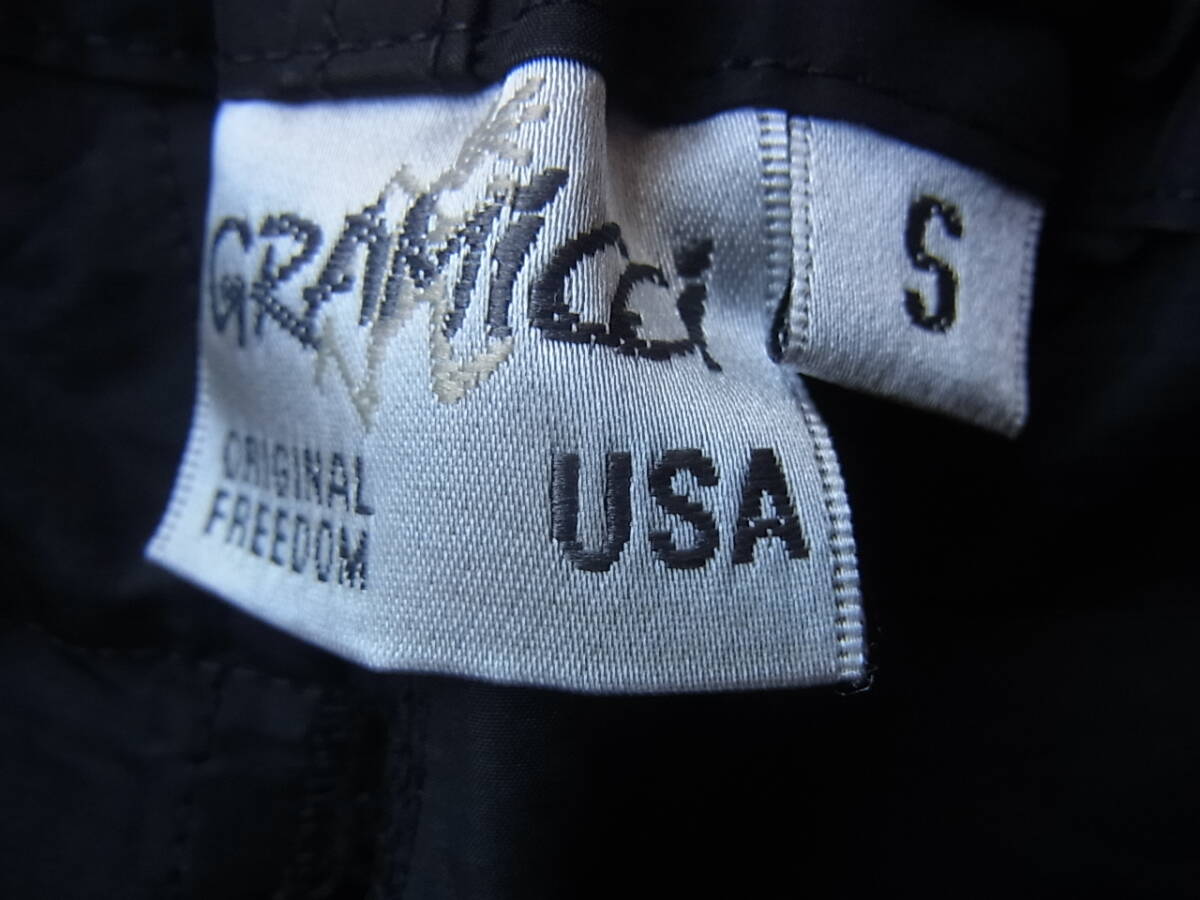 GRAMiCCi
ORIGINAL
FREEDOM
USA
S